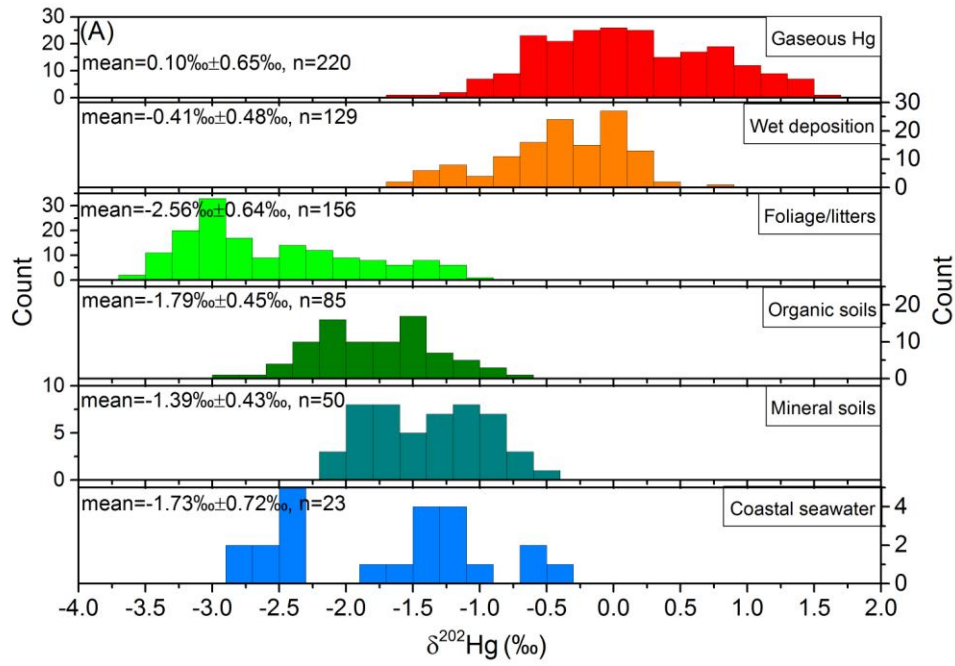 (A)
Gaseous Hg
mean=0.10‰±0.65‰, n=220
30
20
10
0
Wet deposition
mean=-0.41‰±0.48‰, n=129
30
20
10
0
Foliage/litters
mean=-2.56‰±0.64‰, n=156
30
20
10
0
Organic soils
mean=-1.79‰±0.45‰, n=85
20
10
0
Mineral soils
mean=-1.39‰±0.43‰, n=50
10
5
0
Coastal seawater
mean=-1.73‰±0.72‰, n=23
4
2
0
Count
Count
-4.0 -3.5 -3.0 -2.5 -2.0 -1.5 -1.0 -0.5 0.0 0.5 1.0 1.5 2.0
δ²⁰²Hg (‰)